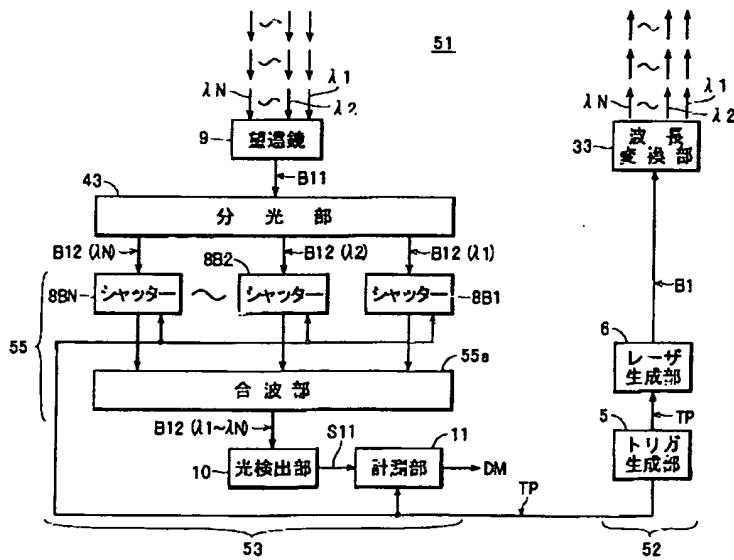 51
λN
λ1
λ2
9
望遠鏡
B11
43
分光部
B12 (λN)
8B2
B12 (λ2)
B12 (λ1)
8BN
シャッター
～
シャッター
シャッター
8B1
55
55a
合波部
B12 (λ1～λN)
S11
11
10
光検出部
計測部
DM
TP
53
λN
λ1
λ2
33
波長
変換部
B1
6
レーザ
生成部
5
TP
トリガ
生成部
52